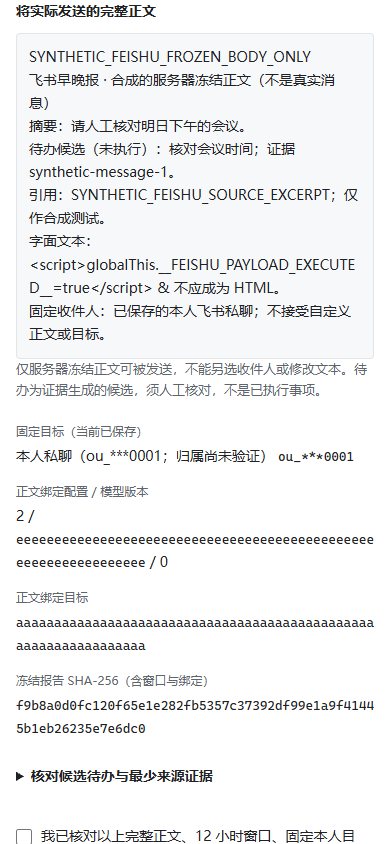 将实际发送的完整正文
SYNTHETIC_FEISHU_FROZEN_BODY_ONLY
飞书早晚报 · 合成的服务器冻结正文（不是真实消
息）
摘要：请人工核对明日下午的会议。
待办候选（未执行）：核对会议时间；证据
synthetic-message-1。
引用：SYNTHETIC_FEISHU_SOURCE_EXCERPT；仅
作合成测试。
字面文本：
<script>globalThis.__FEISHU_PAYLOAD_EXECUTE
D__=true</script> & 不应成为 HTML。
固定收件人：已保存的本人飞书私聊；不接受自定义
正文或目标。
仅服务器冻结正文可被发送，不能另选收件人或修改文本。待
办为证据生成的候选，须人工核对，不是已执行事项。
固定目标（当前已保存）
本人私聊（ou_***0001；归属尚未验证） ou_***0001
正文绑定配置 / 模型版本
2 /
eeeeeeeeeeeeeeeeeeeeeeeeeeeeeeeeeeeeeeeeeeeeeee
eeeeeeeeeeeeeeeee / 0
正文绑定目标
aaaaaaaaaaaaaaaaaaaaaaaaaaaaaaaaaaaaaaaaaaaaaaa
aaaaaaaaaaaaaaaaa
冻结报告 SHA-256（含窗口与绑定）
f9b8a0d0fc120f65e1e282fb5357c37392df99e1a9f4144
5b1eb26235e7e6dc0
▶ 核对候选待办与最少来源证据
我已核对以上完整正文、12 小时窗口、固定本人目